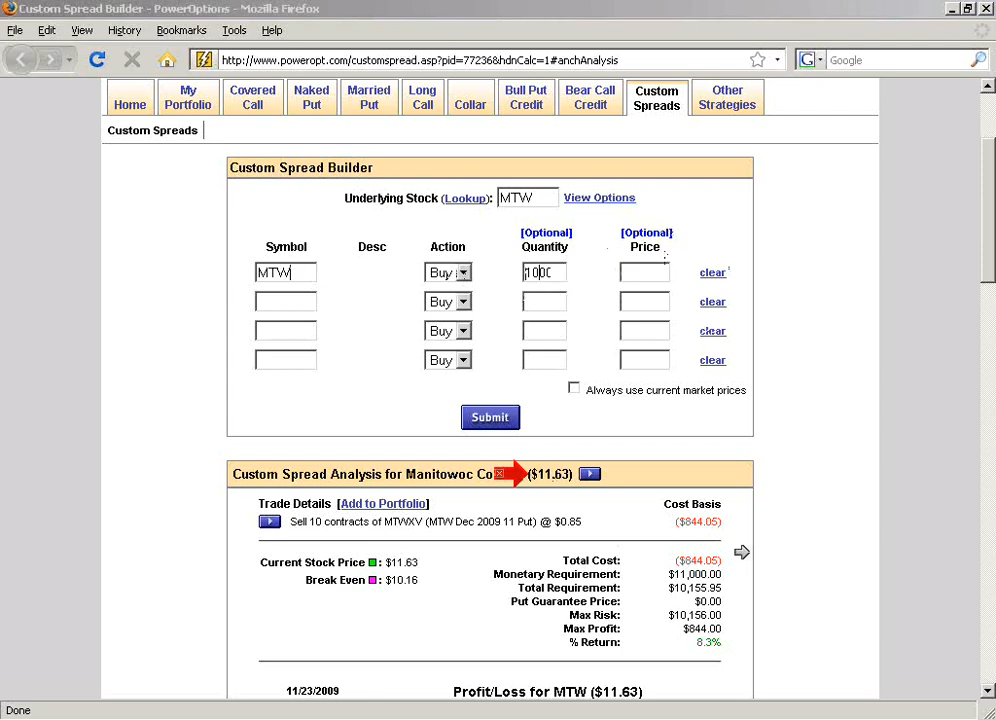 Custom Spread Builder - PowerOptions - Mozilla Firefox
File Edit View History Bookmarks Tools Help
http://www.poweropt.com/customspread.asp?pid=77236&hdnCalc=1#anchAnalysis
G Google
Home My Portfolio Covered Call Naked Put Married Put Long Call Collar Bull Put Credit Bear Call Credit Custom Spreads Other Strategies
Custom Spreads
Custom Spread Builder
Underlying Stock (Lookup): MTW View Options
[Optional] [Optional]
Symbol Desc Action Quantity Price
MTW Buy 1000 clear
Buy clear
Buy clear
Buy clear
Always use current market prices
Submit
Custom Spread Analysis for Manitowoc Co ($11.63)
Trade Details [Add to Portfolio] Cost Basis
Sell 10 contracts of MTWXV (MTW Dec 2009 11 Put) @ $0.85 ($844.05)
Current Stock Price : $11.63
Break Even : $10.16
Total Cost: ($844.05)
Monetary Requirement: $11,000.00
Total Requirement: $10,155.95
Put Guarantee Price: $0.00
Max Risk: $10,156.00
Max Profit: $844.00
% Return: 8.3%
11/23/2009 Profit/Loss for MTW ($11.63)
Done